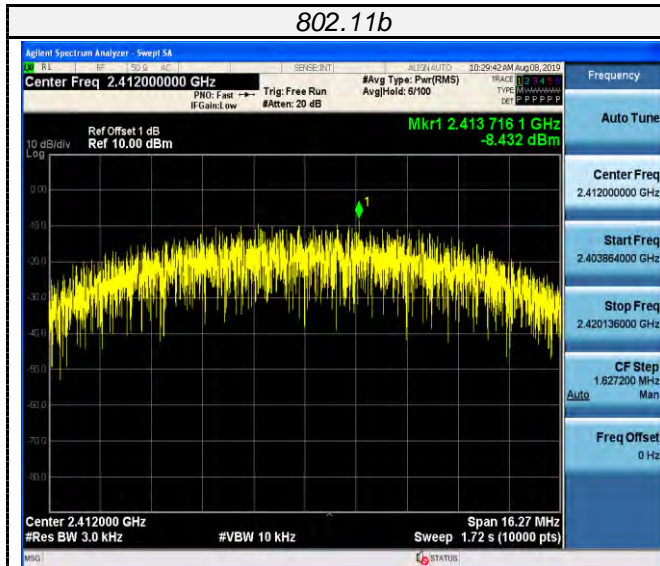 802.11b
Agilent Spectrum Analyzer - Swept SA
RL RF 50 Ω AC SENSE:INT ALIGN AUTO 10:29:42 AM Aug 08, 2019
Center Freq 2.412000000 GHz
PNO: Fast
IFGain:Low
Trig: Free Run
#Atten: 20 dB
#Avg Type: Pwr(RMS)
Avg|Hold: 6/100
TRACE 1 2 3 4 5 6
TYPE M
DET P P P P P P
Frequency
Mkr1 2.413 716 1 GHz
-8.432 dBm
Ref Offset 1 dB
10 dB/div Ref 10.00 dBm
Log
0.00
-10.0
-20.0
-30.0
-40.0
-50.0
-60.0
-70.0
-80.0
1
Auto Tune
Center Freq
2.412000000 GHz
Start Freq
2.403864000 GHz
Stop Freq
2.420136000 GHz
CF Step
1.627200 MHz
Auto Man
Freq Offset
0 Hz
Center 2.412000 GHz Span 16.27 MHz
#Res BW 3.0 kHz #VBW 10 kHz Sweep 1.72 s (10000 pts)
MSG STATUS